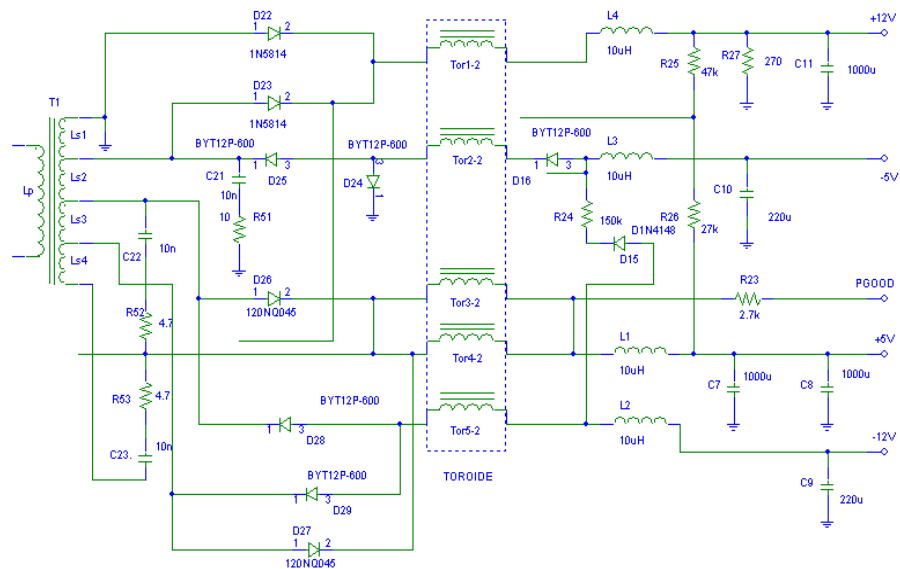 D22
1 2
1N5814
L4
10uH
+12V
R25
47k
R27
270
C11
1000u
Tor1-2
D23
1 2
1N5814
T1
Ls1
BYT12P-600
BYT12P-600
BYT12P-600
L3
Tor2-2
1 3
D25
C21
10n
D24
3
1
1 3
D16
10uH
-5V
Lp
Ls2
10
R51
R24
150k
C10
220u
Ls3
R26
27k
D1N4148
D15
C22
10n
Ls4
D26
1 2
120NQ045
Tor3-2
R23
2.7k
PGOOD
R52
4.7
L1
+5V
Tor4-2
10uH
C7
1000u
C8
1000u
R53
4.7
BYT12P-600
L2
1 3
D28
Tor5-2
10uH
-12V
C23.
10n
BYT12P-600
TOROIDE
1 3
D29
C9
220u
D27
1 2
120NQ045